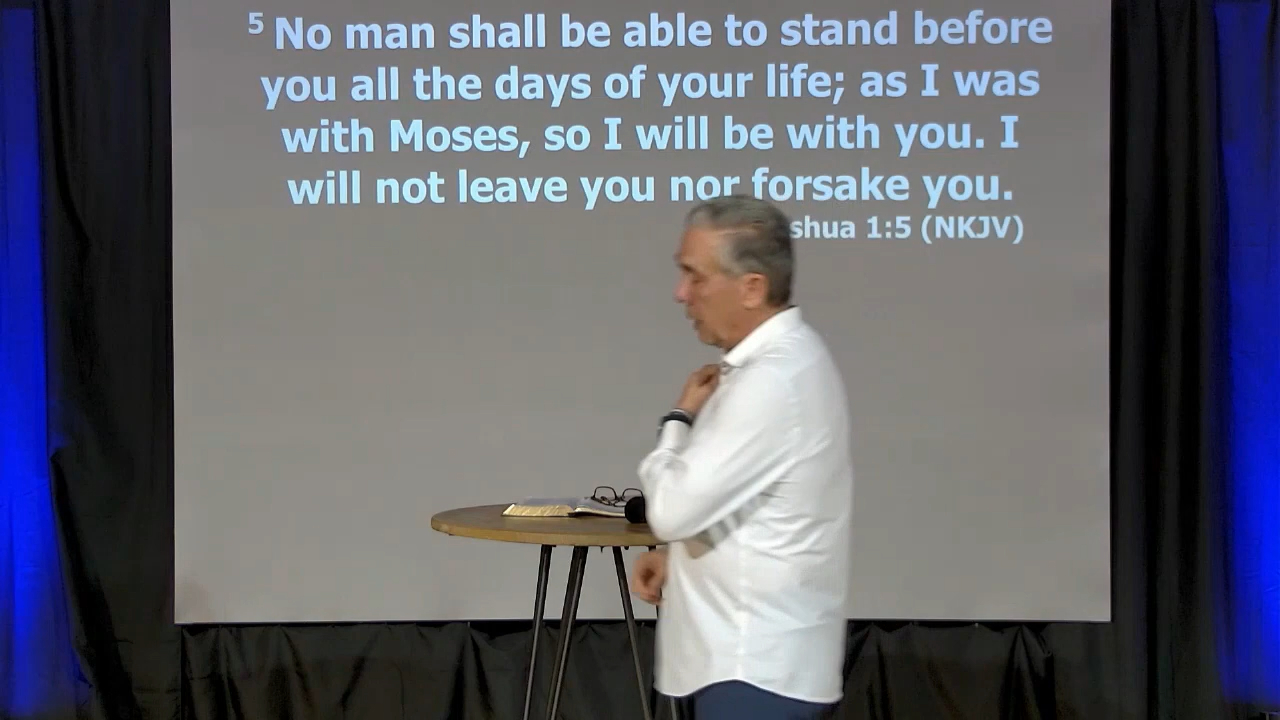 5 No man shall be able to stand before
you all the days of your life; as I was
with Moses, so I will be with you. I
will not leave you nor forsake you.
shua 1:5 (NKJV)